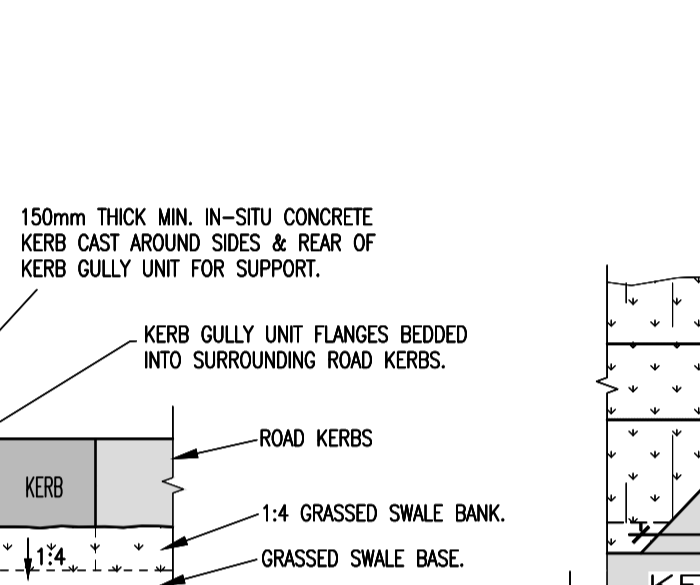 150mm THICK MIN. IN-SITU CONCRETE
KERB CAST AROUND SIDES & REAR OF
KERB GULLY UNIT FOR SUPPORT.
KERB GULLY UNIT FLANGES BEDDED
INTO SURROUNDING ROAD KERBS.
ROAD KERBS
KERB
1:4 GRASSED SWALE BANK.
1:4
GRASSED SWALE BASE.